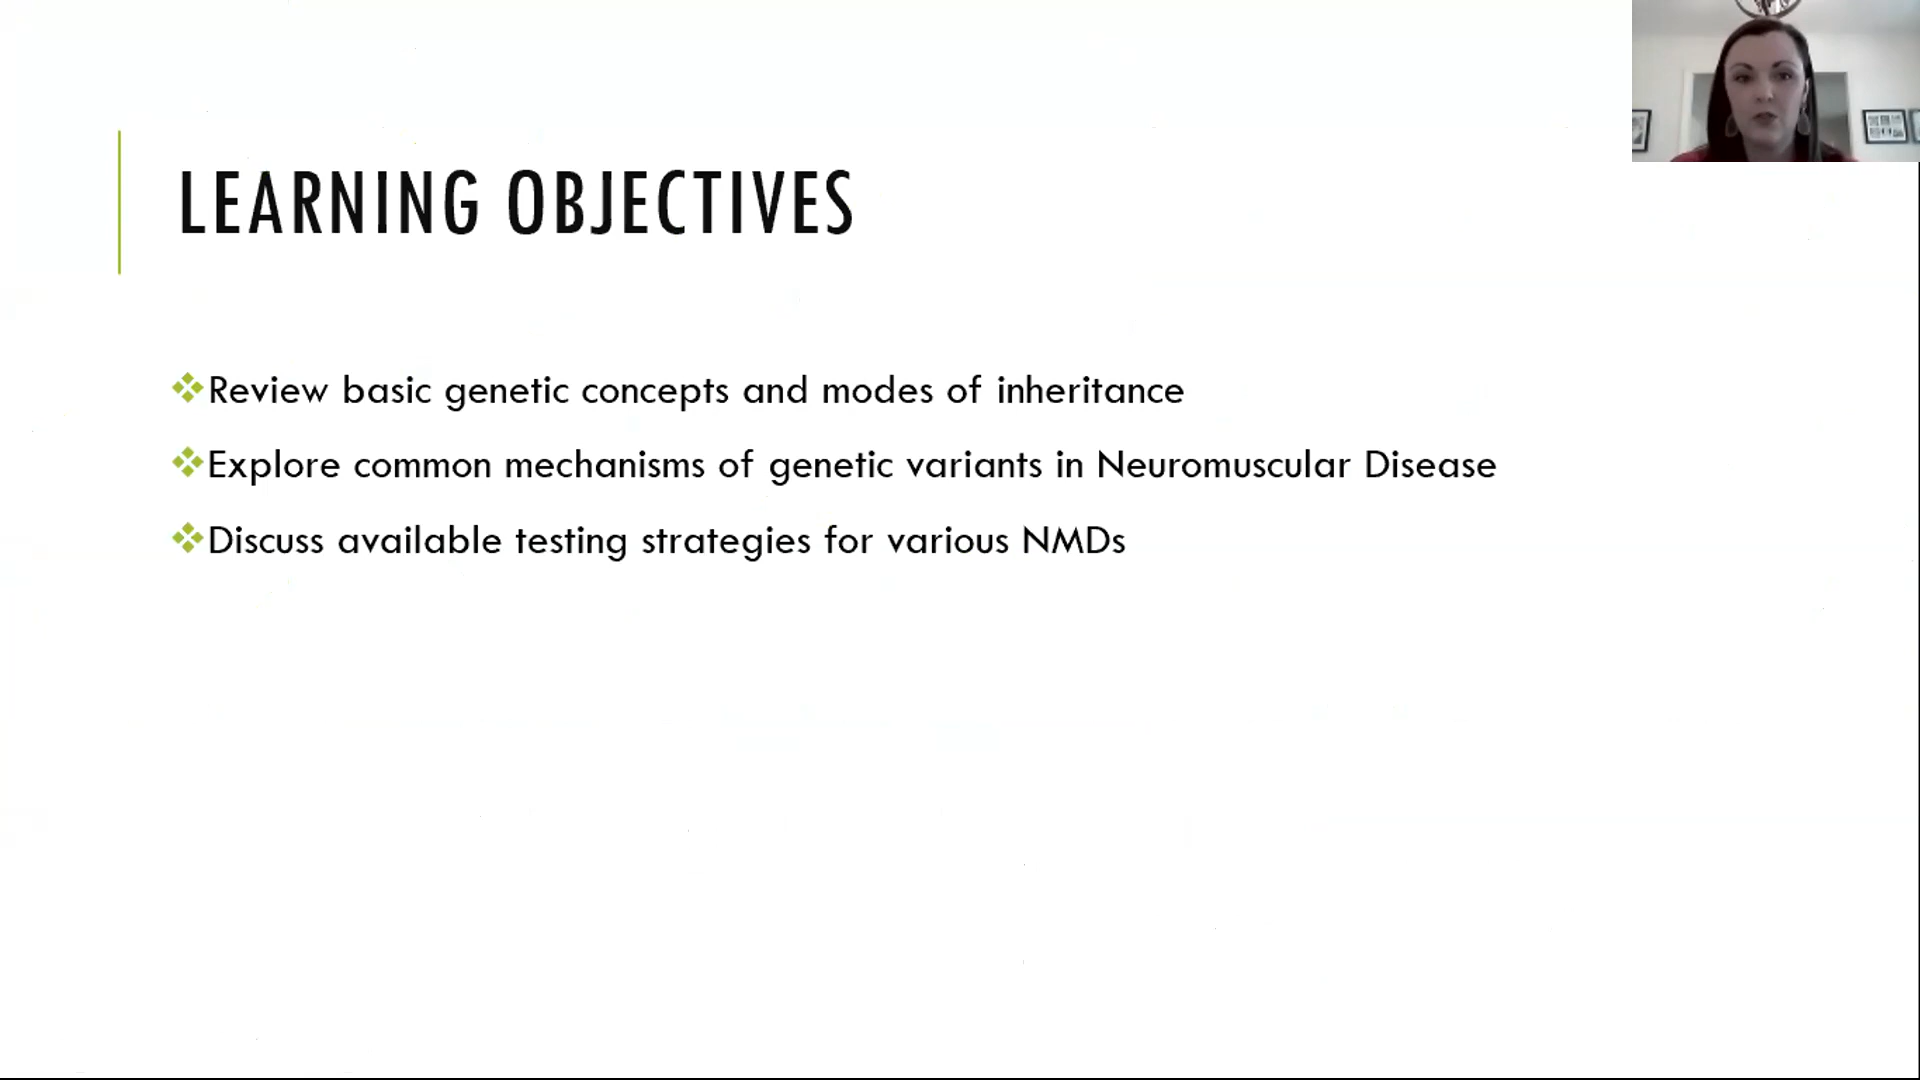 LEARNING OBJECTIVES
Review basic genetic concepts and modes of inheritance
Explore common mechanisms of genetic variants in Neuromuscular Disease
Discuss available testing strategies for various NMDs